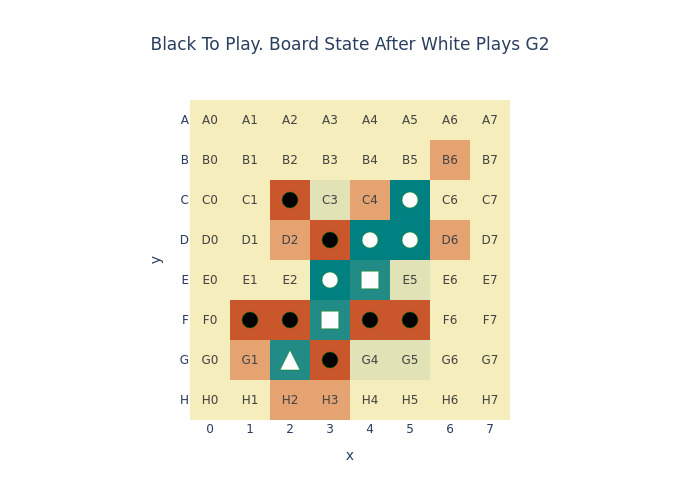 Black To Play. Board State After White Plays G2
A A0 A1 A2 A3 A4 A5 A6 A7
B B0 B1 B2 B3 B4 B5 B6 B7
C C0 C1 C3 C4 C6 C7
D D0 D1 D2 D6 D7
y
E E0 E1 E2 E5 E6 E7
F F0 F6 F7
G G0 G1 G4 G5 G6 G7
H H0 H1 H2 H3 H4 H5 H6 H7
0 1 2 3 4 5 6 7
x